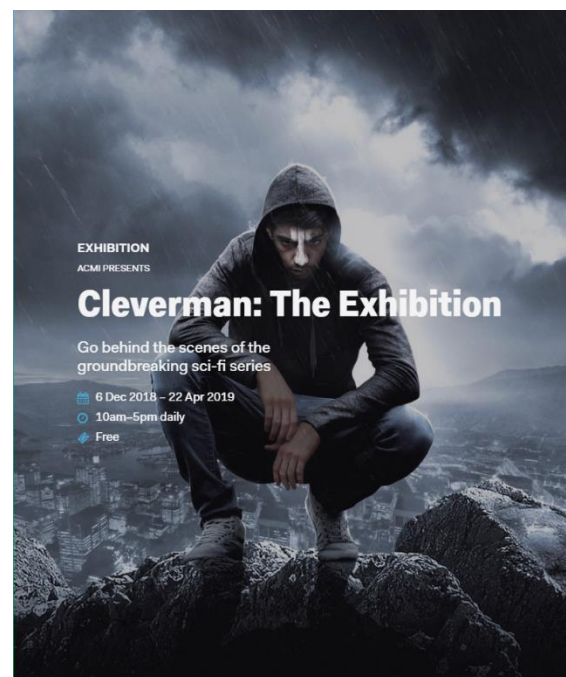 EXHIBITION
ACMI PRESENTS
Cleverman: The Exhibition
Go behind the scenes of the
groundbreaking sci-fi series
6 Dec 2018 – 22 Apr 2019
10am–5pm daily
Free